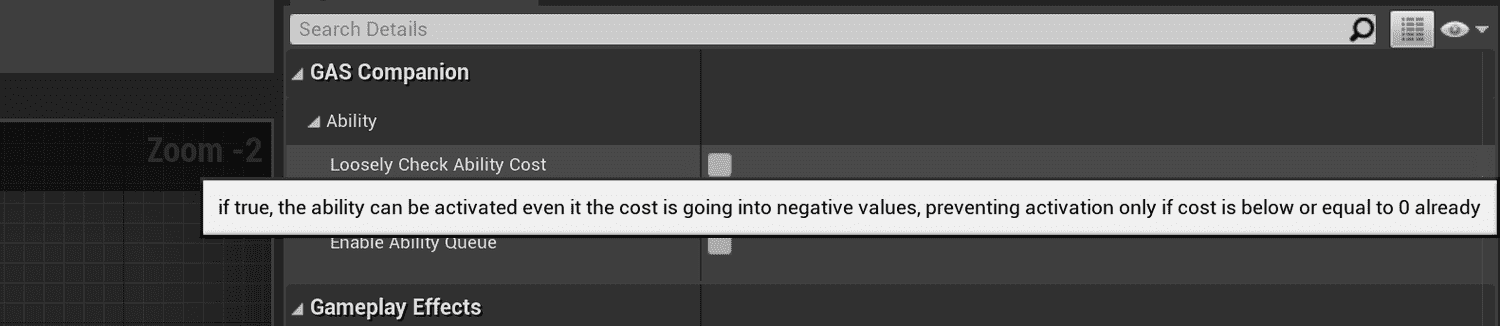 Search Details
GAS Companion
Ability
Zoom -2
Loosely Check Ability Cost
if true, the ability can be activated even it the cost is going into negative values, preventing activation only if cost is below or equal to 0 already
Enable Ability Queue
Gameplay Effects